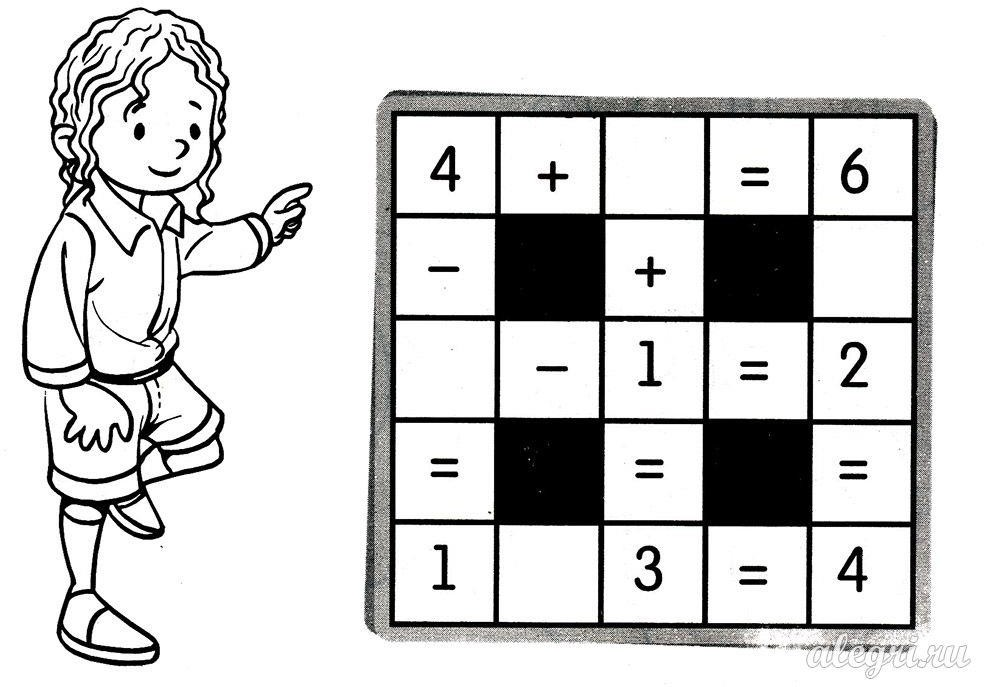 4 + = 6
− +
− 1 = 2
= = =
1 3 = 4
alegri.ru